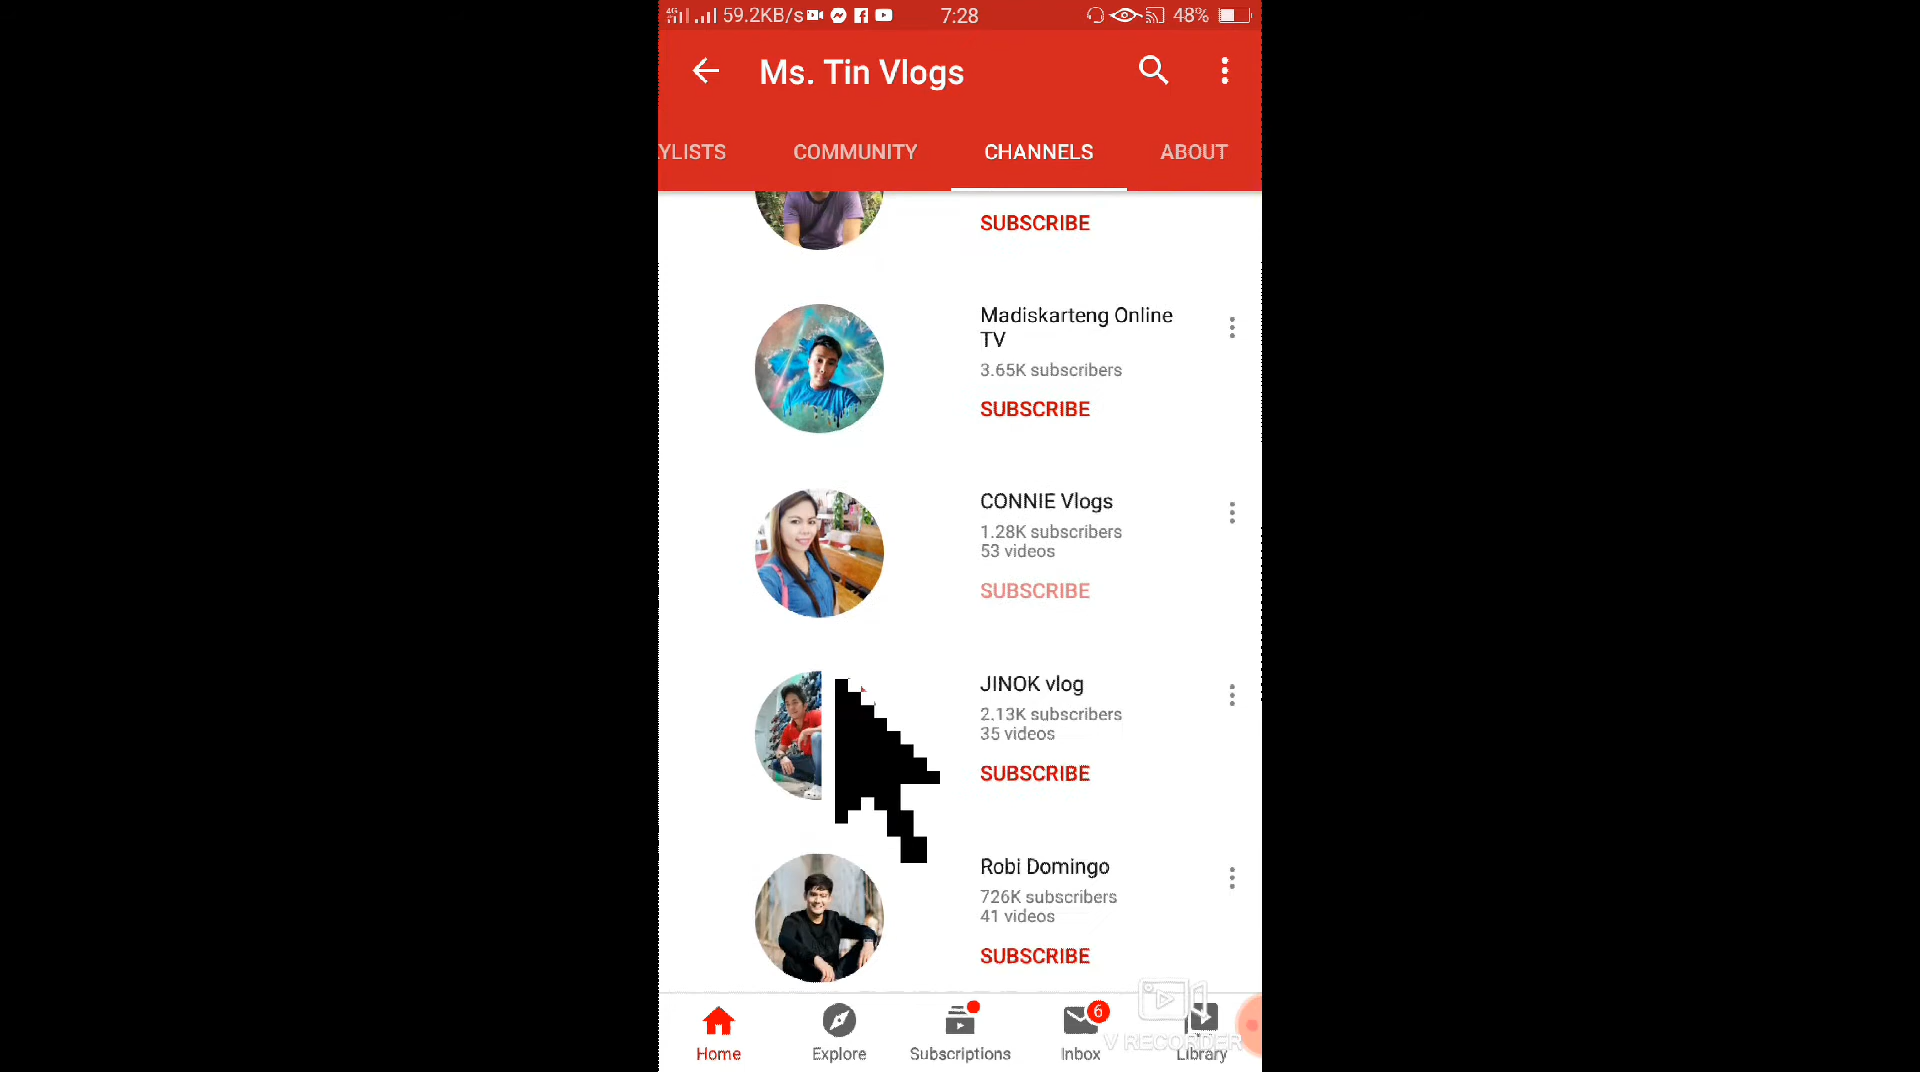 59.2KB/s 7:28 48%
Ms. Tin Vlogs
YLISTS COMMUNITY CHANNELS ABOUT
SUBSCRIBE
Madiskarteng Online
TV
3.65K subscribers
SUBSCRIBE
CONNIE Vlogs
1.28K subscribers
53 videos
SUBSCRIBE
JINOK vlog
2.13K subscribers
35 videos
SUBSCRIBE
Robi Domingo
726K subscribers
41 videos
SUBSCRIBE
6
Home Explore Subscriptions Inbox Library
V RECORDER